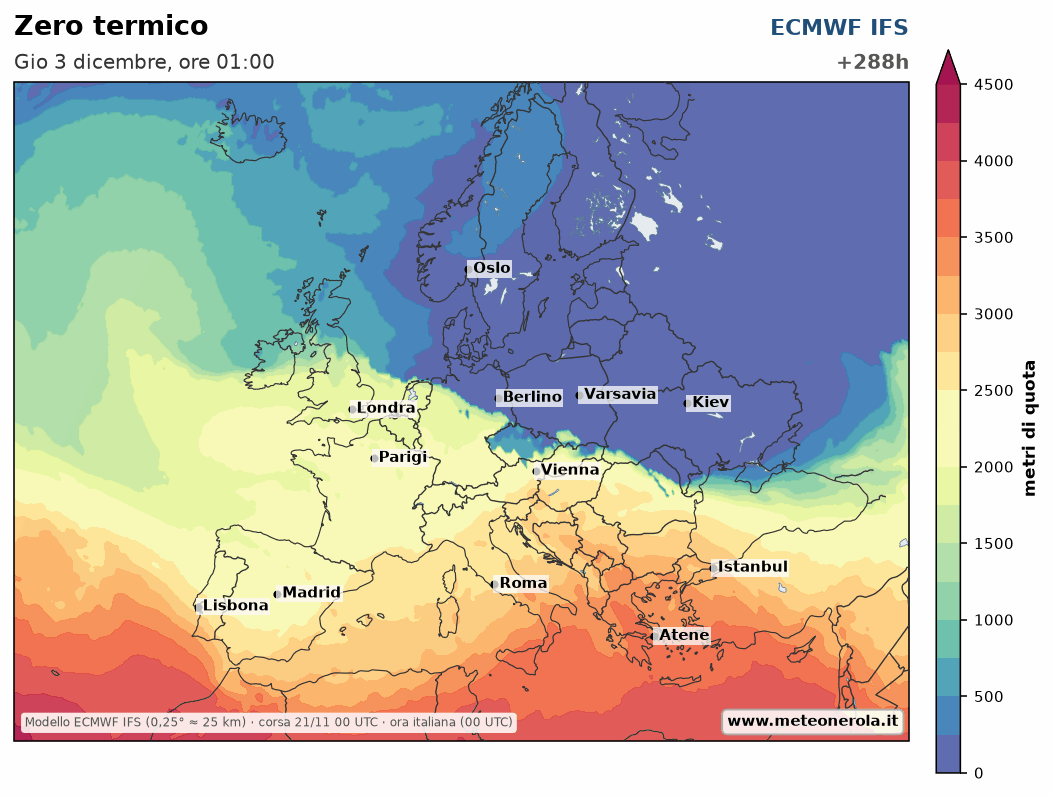 Zero termico
ECMWF IFS
Gio 3 dicembre, ore 01:00
+288h
4500
4000
3500
3000
2500
2000
1500
1000
500
0
metri di quota
Oslo
Berlino
Varsavia
Kiev
Londra
Parigi
Vienna
Istanbul
Roma
Madrid
Lisbona
Atene
Modello ECMWF IFS (0,25° ≈ 25 km) · corsa 21/11 00 UTC · ora italiana (00 UTC)
www.meteonerola.it